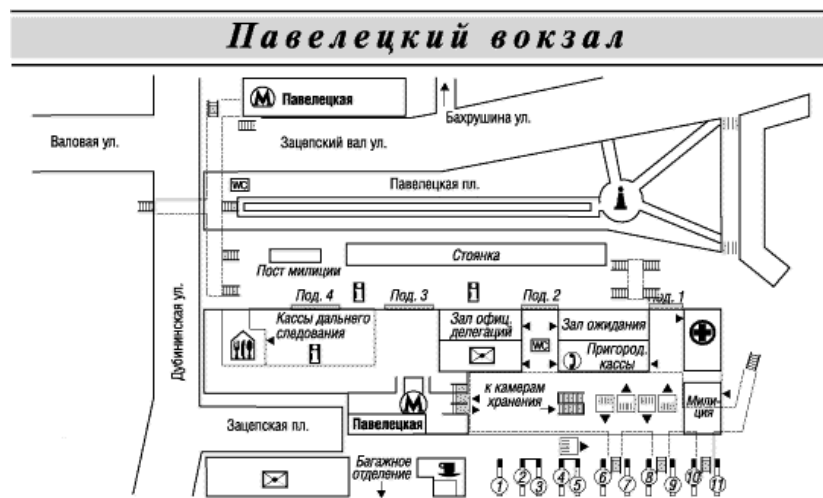 Павелецкий вокзал
М Павелецкая
Бахрушина ул.
Валовая ул.
Зацепский вал ул.
WC
Павелецкая пл.
Стоянка
Пост милиции
Дубининская ул.
Под. 4
Под. 3
Под. 2
Под. 1
Кассы дальнего
следования
Зал офиц.
делегаций
WC
Зал ожидания
Пригород.
кассы
к камерам
хранения
Мили-
ция
М
Павелецкая
Зацепская пл.
Багажное
отделение
1
2
3
4
5
6
7
8
9
10
11